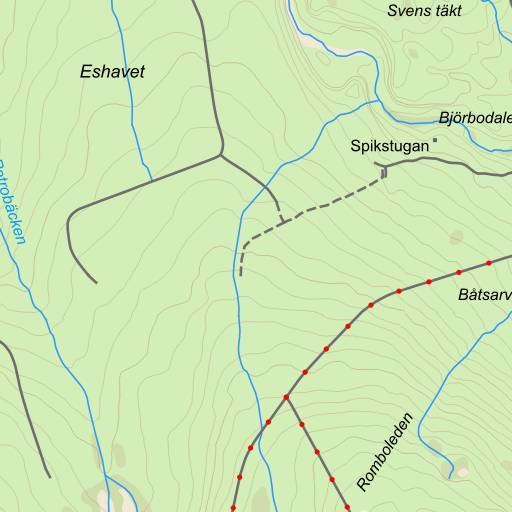 Svens täkt
Eshavet
Björbodale
Spikstugan
Båtsarv
Romboleden